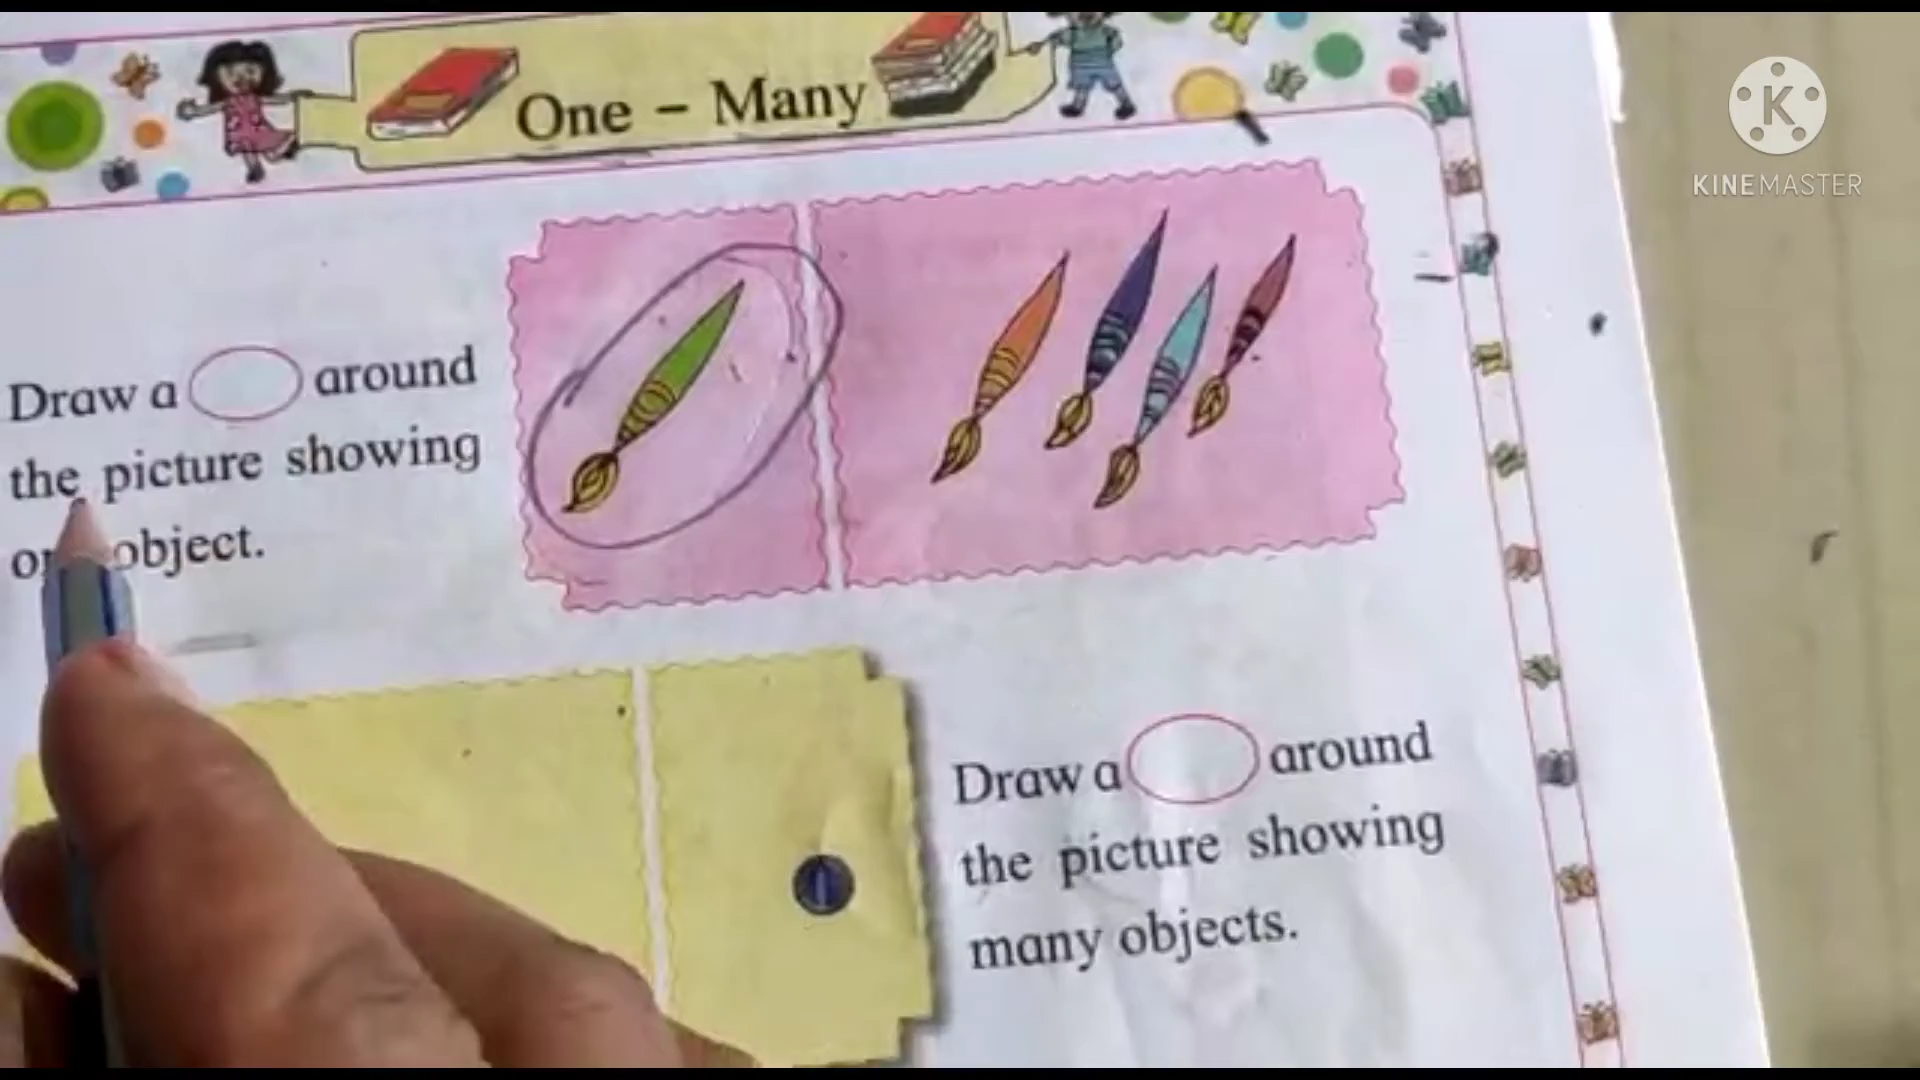 One – Many
KINEMASTER
Draw a around
the picture showing
object.
Draw a around
the picture showing
many objects.